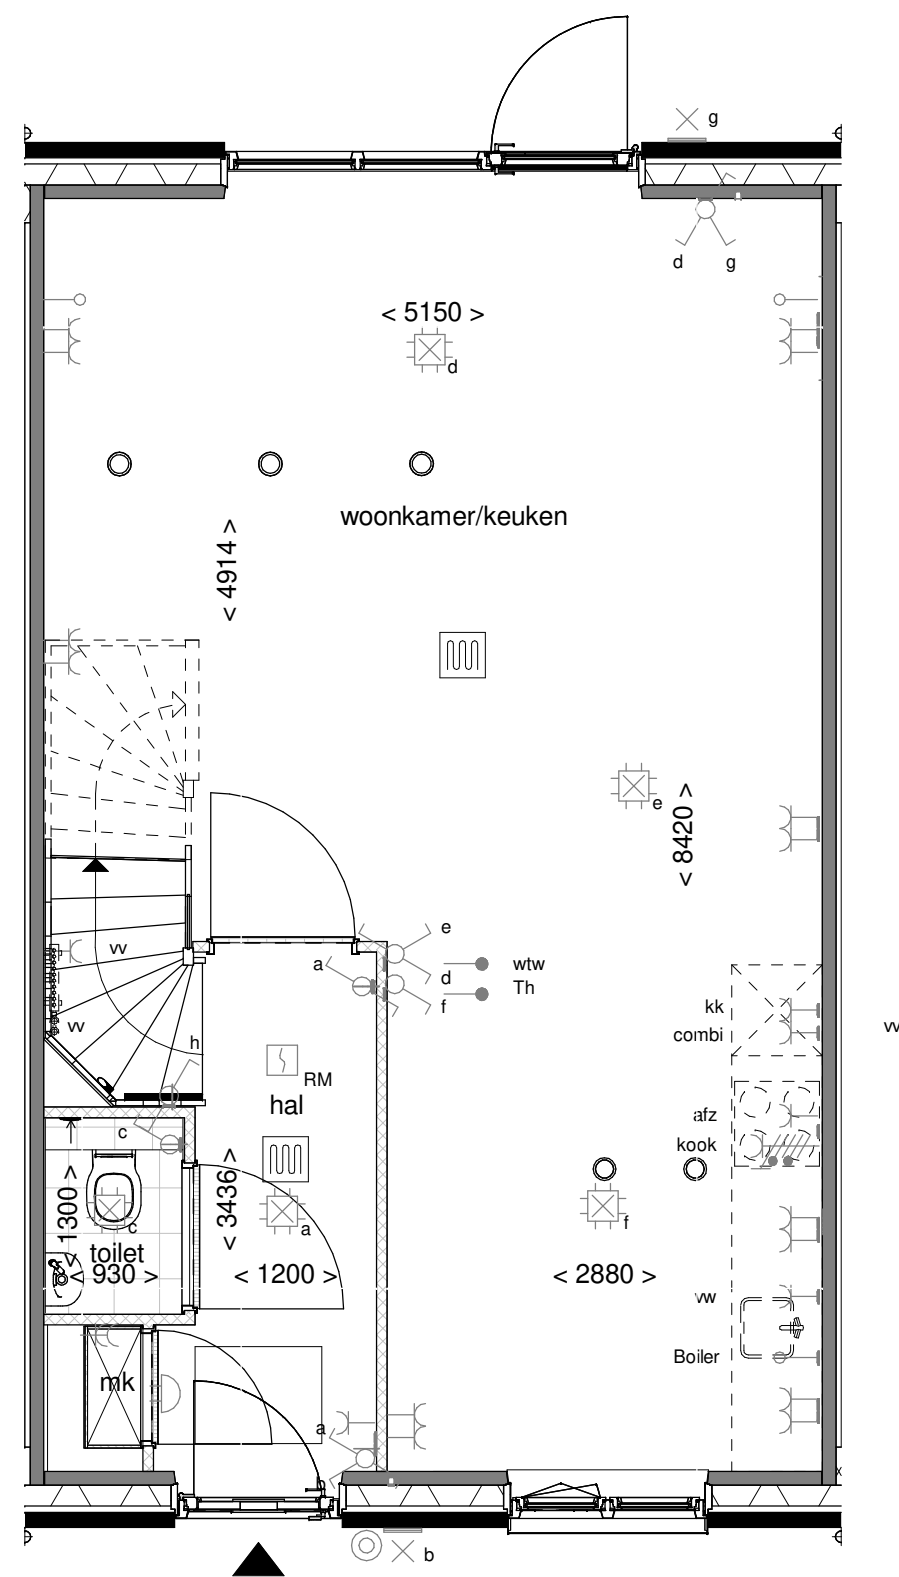 g
d g
< 5150 >
d
woonkamer/keuken
< 4914 >
e
< 8420 >
e
a
wtw
d
Th
f
vv
vv
kk
combi
vv
h
RM
hal
afz
kook
c
c
< 1300 >
toilet
< 930 >
< 3436 >
a
< 1200 >
f
< 2880 >
vw
Boiler
mk
a
b